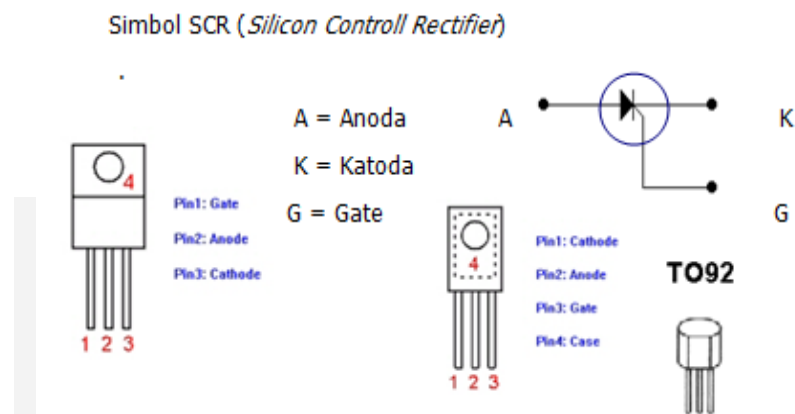 Simbol SCR (Silicon Controll Rectifier)
.
A = Anoda
K = Katoda
G = Gate
A
K
G
4
Pin1: Gate
Pin2: Anode
Pin3: Cathode
1 2 3
4
Pin1: Cathode
Pin2: Anode
Pin3: Gate
Pin4: Case
1 2 3
TO92